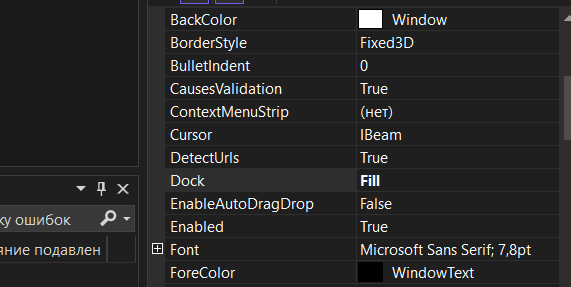 BackColor Window
BorderStyle Fixed3D
BulletIndent 0
CausesValidation True
ContextMenuStrip (нет)
Cursor IBeam
DetectUrls True
Dock Fill
EnableAutoDragDrop False
Enabled True
Font Microsoft Sans Serif; 7,8pt
ForeColor WindowText
ку ошибок
яние подавлен